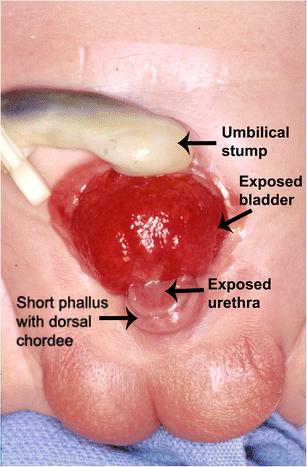 Umbilical
stump
Exposed
bladder
Exposed
urethra
Short phallus
with dorsal
chordee